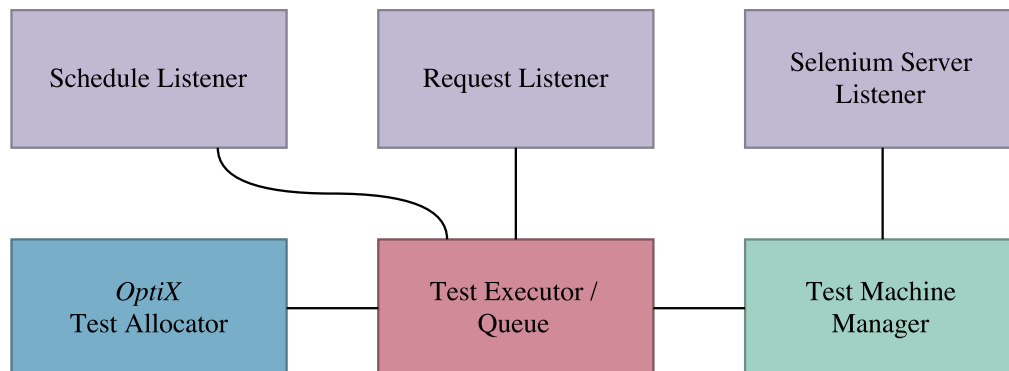 Schedule Listener
Request Listener
Selenium Server
Listener
OptiX
Test Allocator
Test Executor /
Queue
Test Machine
Manager